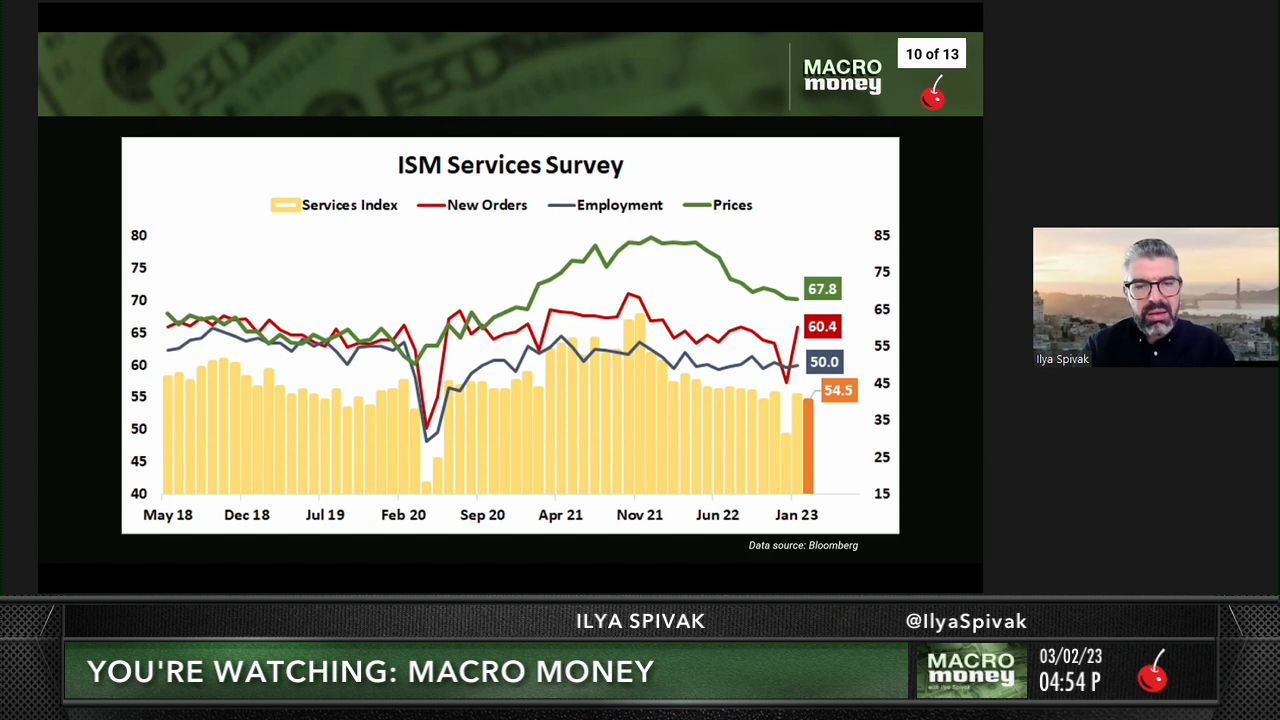 MACRO
money
10 of 13
ISM Services Survey
Services Index New Orders Employment Prices
80
75
70
65
60
55
50
45
40
85
75
65
55
45
35
25
15
67.8
60.4
50.0
54.5
May 18 Dec 18 Jul 19 Feb 20 Sep 20 Apr 21 Nov 21 Jun 22 Jan 23
Data source: Bloomberg
Ilya Spivak
ILYA SPIVAK @IlyaSpivak
YOU'RE WATCHING: MACRO MONEY
MACRO
money
with Ilya Spivak
03/02/23
04:54 P